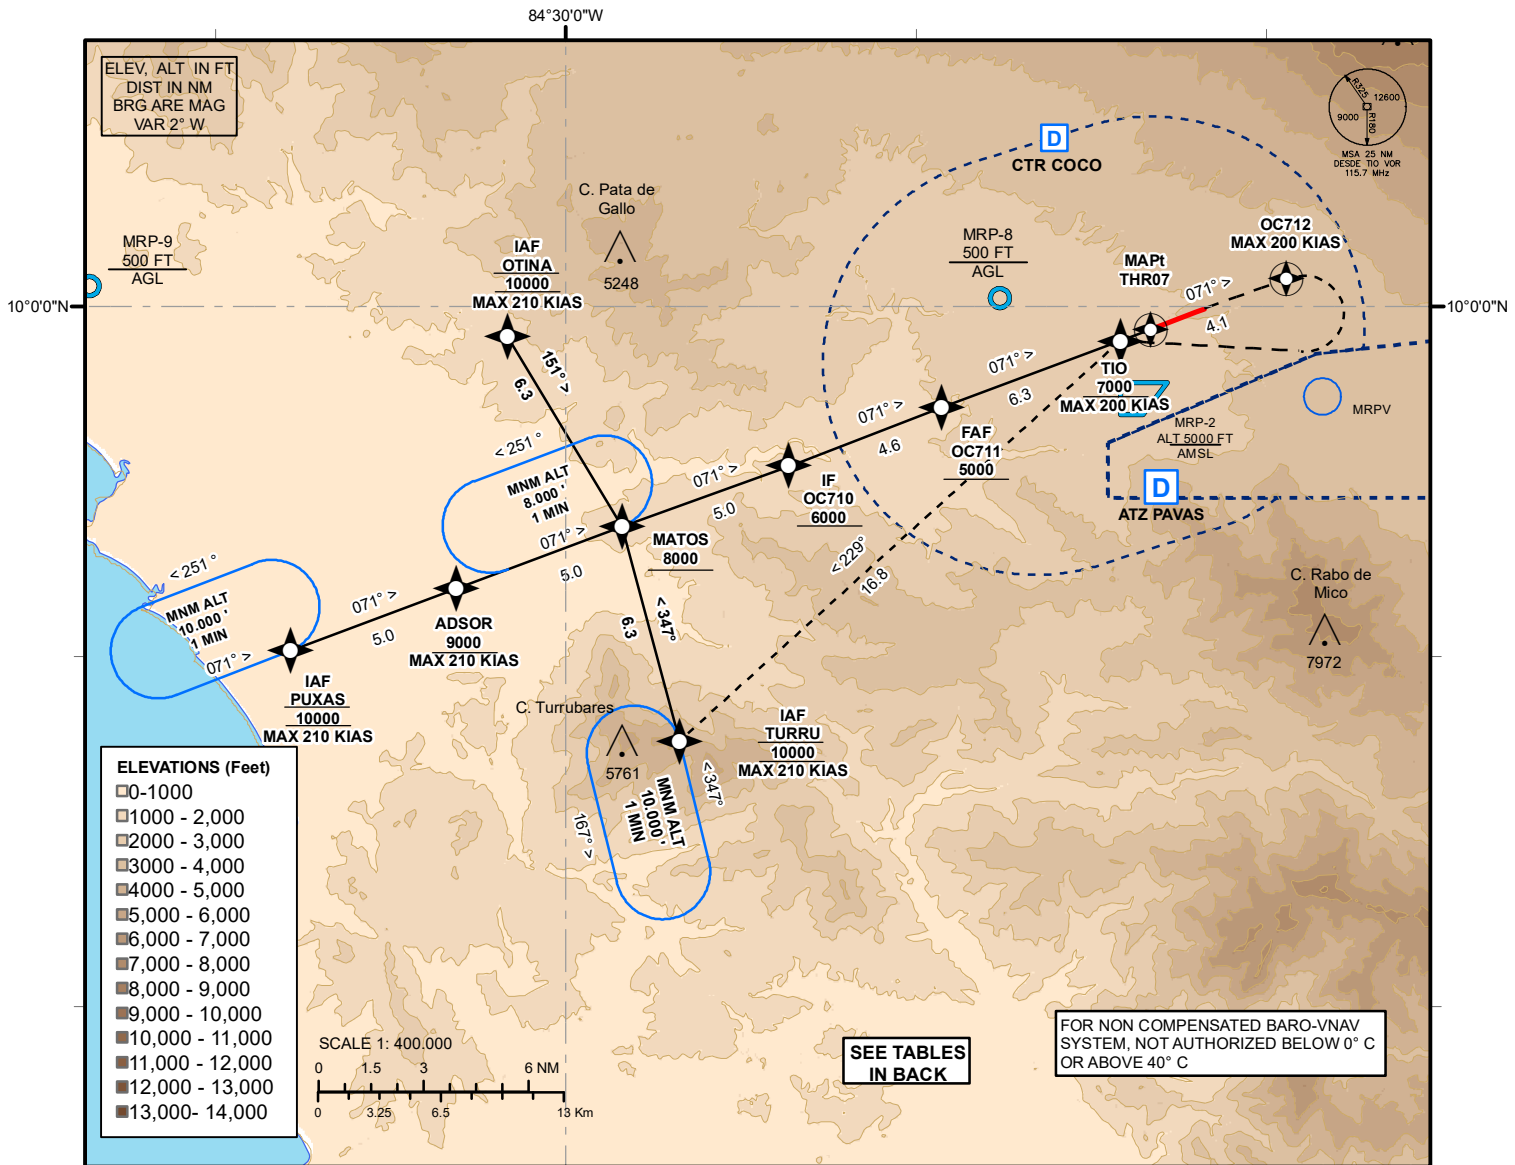 84°30'0"W
ELEV, ALT IN FT
DIST IN NM
BRG ARE MAG
VAR 2° W
R325
12600
9000
R180
MSA 25 NM
DESDE TIO VOR
115.7 MHz
D
CTR COCO
C. Pata de
Gallo
5248
MRP-9
500 FT
AGL
IAF
OTINA
10000
MAX 210 KIAS
MRP-8
500 FT
AGL
MAPt
THR07
OC712
MAX 200 KIAS
071° >
4.1
10°0'0"N
10°0'0"N
151° >
6.3
071° >
6.3
TIO
7000
MAX 200 KIAS
MRPV
MRP-2
ALT 5000 FT
AMSL
071° >
4.6
FAF
OC711
5000
< 251°
MNM ALT
8.000 '
1 MIN
071° >
5.0
IF
OC710
6000
D
ATZ PAVAS
071° >
5.0
MATOS
8000
< 229°
16.8
C. Rabo de
Mico
7972
< 251°
MNM ALT
10.000 '
1 MIN
071° >
071° >
5.0
ADSOR
9000
MAX 210 KIAS
6.3
< 347°
IAF
PUXAS
10000
MAX 210 KIAS
C. Turrubares
5761
IAF
TURRU
10000
MAX 210 KIAS
< 347°
MNM ALT
10.000 '
1 MIN
167° >
ELEVATIONS (Feet)
0-1000
1000 - 2,000
2000 - 3,000
3000 - 4,000
4000 - 5,000
5,000 - 6,000
6,000 - 7,000
7,000 - 8,000
8,000 - 9,000
9,000 - 10,000
10,000 - 11,000
11,000 - 12,000
12,000 - 13,000
13,000- 14,000
SCALE 1: 400.000
0 1.5 3 6 NM
0 3.25 6.5 13 Km
SEE TABLES
IN BACK
FOR NON COMPENSATED BARO-VNAV
SYSTEM, NOT AUTHORIZED BELOW 0° C
OR ABOVE 40° C